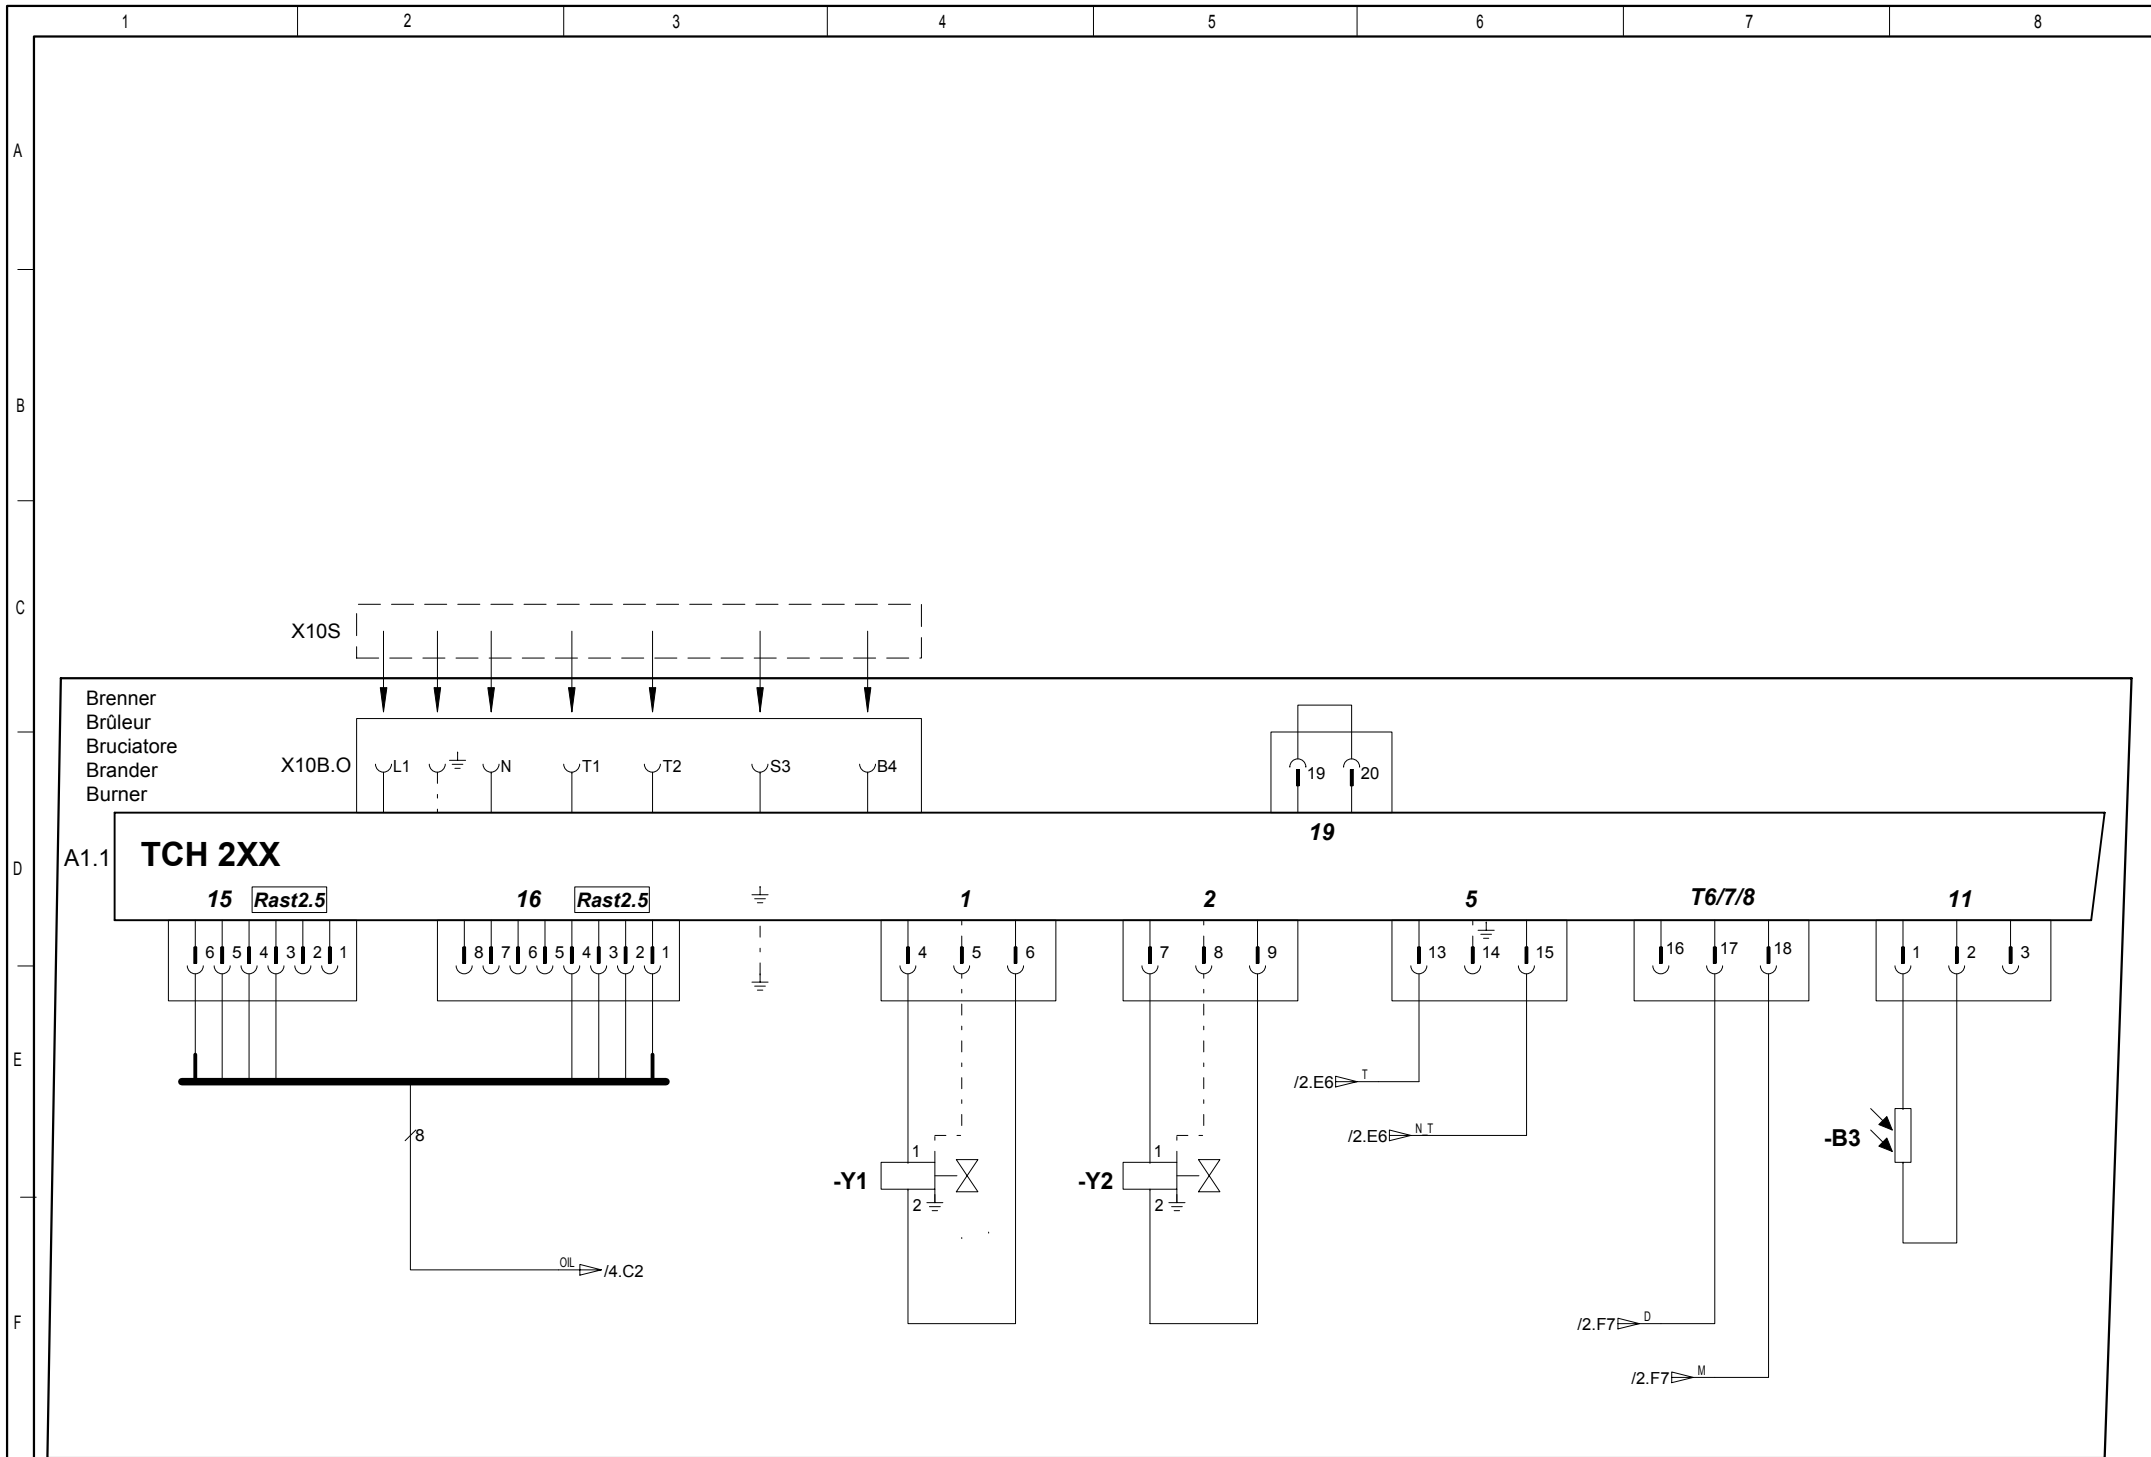 1 2 3 4 5 6 7 8
A
B
C
D
E
F
X10S
Brenner
Brûleur
Bruciatore
Brander
Burner
X10B.O L1 N T1 T2 S3 B4
19 20
19
A1.1 TCH 2XX
15 Rast2.5 16 Rast2.5 1 2 5 T6/7/8 11
6 5 4 3 2 1
8 7 6 5 4 3 2 1
4 5 6
7 8 9
13 14 15
16 17 18
1 2 3
/2.E6 T
/2.E6 N_T
8
-B3
-Y1 1 2
-Y2 1 2
OIL /4.C2
/2.F7 D
/2.F7 M